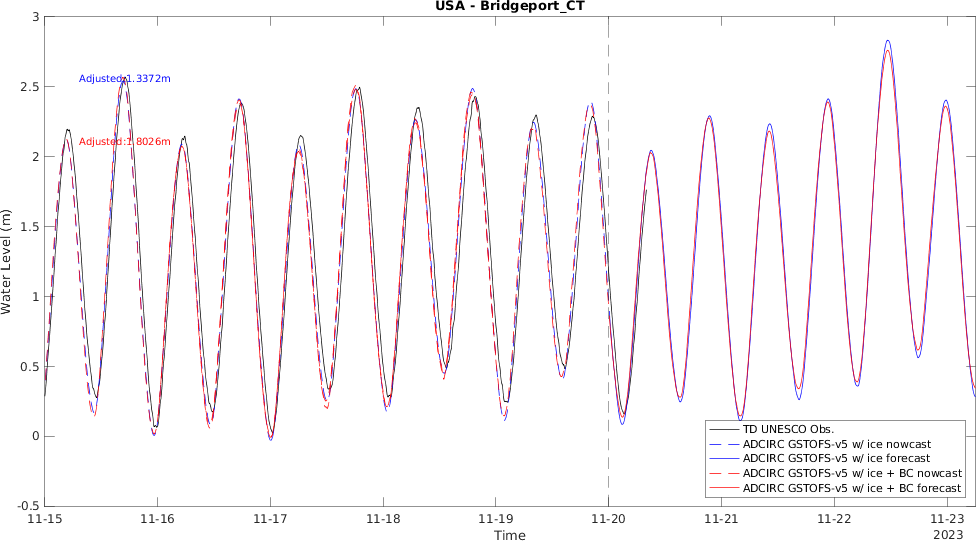 USA - Bridgeport_CT
3
2.5
2
1.5
1
0.5
0
-0.5
Water Level (m)
Adjusted:1.3372m
Adjusted:1.8026m
TD UNESCO Obs.
ADCIRC GSTOFS-v5 w/ ice nowcast
ADCIRC GSTOFS-v5 w/ ice forecast
ADCIRC GSTOFS-v5 w/ ice + BC nowcast
ADCIRC GSTOFS-v5 w/ ice + BC forecast
11-15 11-16 11-17 11-18 11-19 11-20 11-21 11-22 11-23
Time
2023